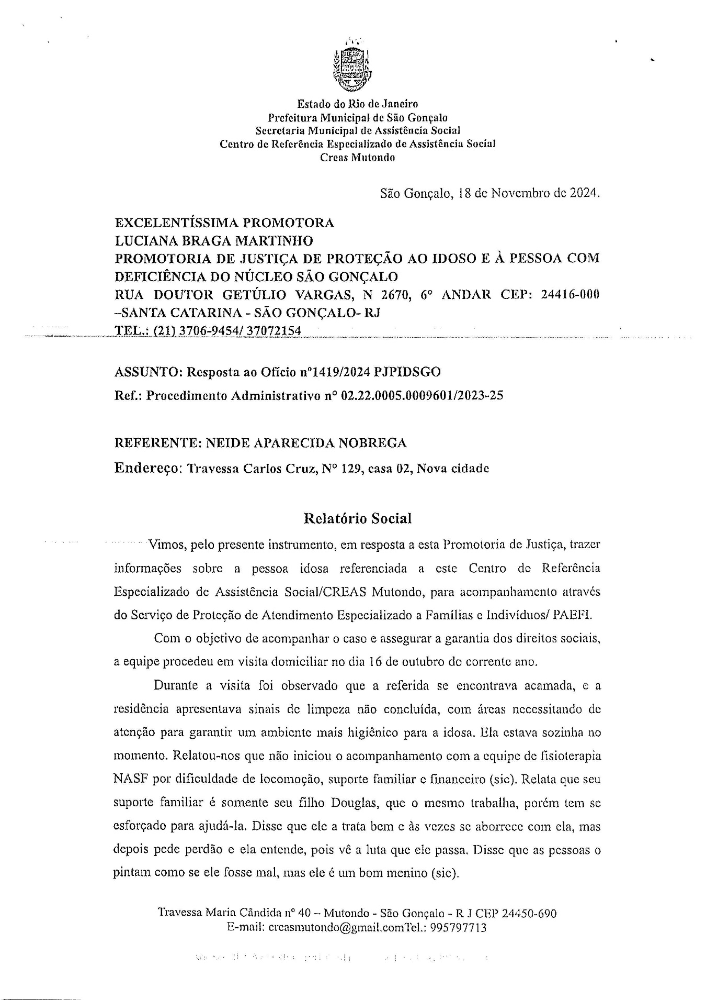 Estado do Rio de Janeiro
Prefeitura Municipal de São Gonçalo
Secretaria Municipal de Assistência Social
Centro de Referência Especializado de Assistência Social
Creas Mutondo
São Gonçalo, 18 de Novembro de 2024.
EXCELENTÍSSIMA PROMOTORA
LUCIANA BRAGA MARTINHO
PROMOTORIA DE JUSTIÇA DE PROTEÇÃO AO IDOSO E À PESSOA COM
DEFICIÊNCIA DO NÚCLEO SÃO GONÇALO
RUA DOUTOR GETÚLIO VARGAS, N 2670, 6º ANDAR CEP: 24416-000
–SANTA CATARINA - SÃO GONÇALO- RJ
TEL.: (21) 3706-9454/ 37072154
ASSUNTO: Resposta ao Ofício nº1419/2024 PJPIDSGO
Ref.: Procedimento Administrativo nº 02.22.0005.0009601/2023-25
REFERENTE: NEIDE APARECIDA NOBREGA
Endereço: Travessa Carlos Cruz, Nº 129, casa 02, Nova cidade
Relatório Social
Vimos, pelo presente instrumento, em resposta a esta Promotoria de Justiça, trazer
informações sobre a pessoa idosa referenciada a este Centro de Referência
Especializado de Assistência Social/CREAS Mutondo, para acompanhamento através
do Serviço de Proteção de Atendimento Especializado a Famílias e Indivíduos/ PAEFI.
Com o objetivo de acompanhar o caso e assegurar a garantia dos direitos sociais,
a equipe procedeu em visita domiciliar no dia 16 de outubro do corrente ano.
Durante a visita foi observado que a referida se encontrava acamada, e a
residência apresentava sinais de limpeza não concluída, com áreas necessitando de
atenção para garantir um ambiente mais higiênico para a idosa. Ela estava sozinha no
momento. Relatou-nos que não iniciou o acompanhamento com a equipe de fisioterapia
NASF por dificuldade de locomoção, suporte familiar e financeiro (sic). Relata que seu
suporte familiar é somente seu filho Douglas, que o mesmo trabalha, porém tem se
esforçado para ajudá-la. Disse que ele a trata bem e às vezes se aborrece com ela, mas
depois pede perdão e ela entende, pois vê a luta que ele passa. Disse que as pessoas o
pintam como se ele fosse mal, mas ele é um bom menino (sic).
Travessa Maria Cândida nº 40 – Mutondo - São Gonçalo - R J CEP 24450-690
E-mail: creasmutondo@gmail.comTel.: 995797713